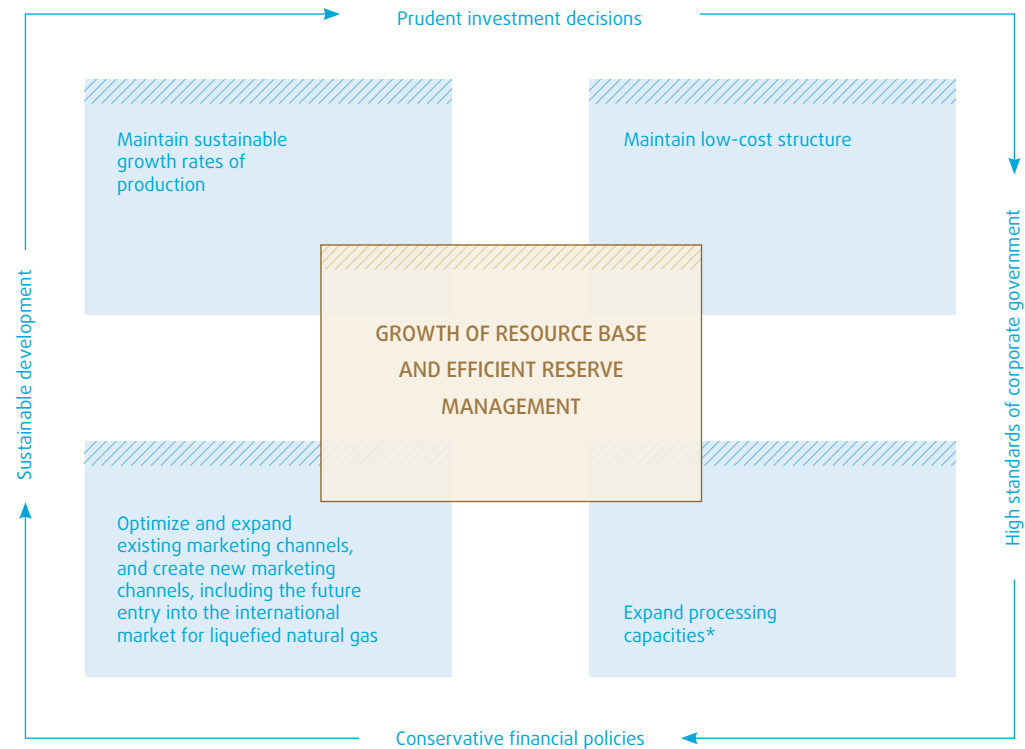 Prudent investment decisions
Maintain sustainable
growth rates of
production
Maintain low-cost structure
Sustainable development
High standards of corporate government
GROWTH OF RESOURCE BASE
AND EFFICIENT RESERVE
MANAGEMENT
Optimize and expand
existing marketing channels,
and create new marketing
channels, including the future
entry into the international
market for liquefied natural gas
Expand processing
capacities*
Conservative financial policies